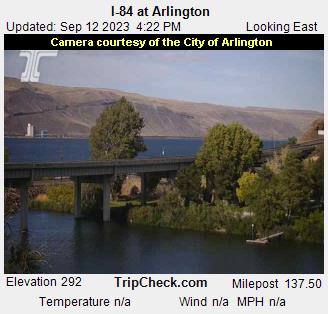 I-84 at Arlington
Updated: Sep 12 2023 4:22 PM Looking East
Camera courtesy of the City of Arlington
Elevation 292 TripCheck.com Milepost 137.50
Temperature n/a Wind n/a MPH n/a